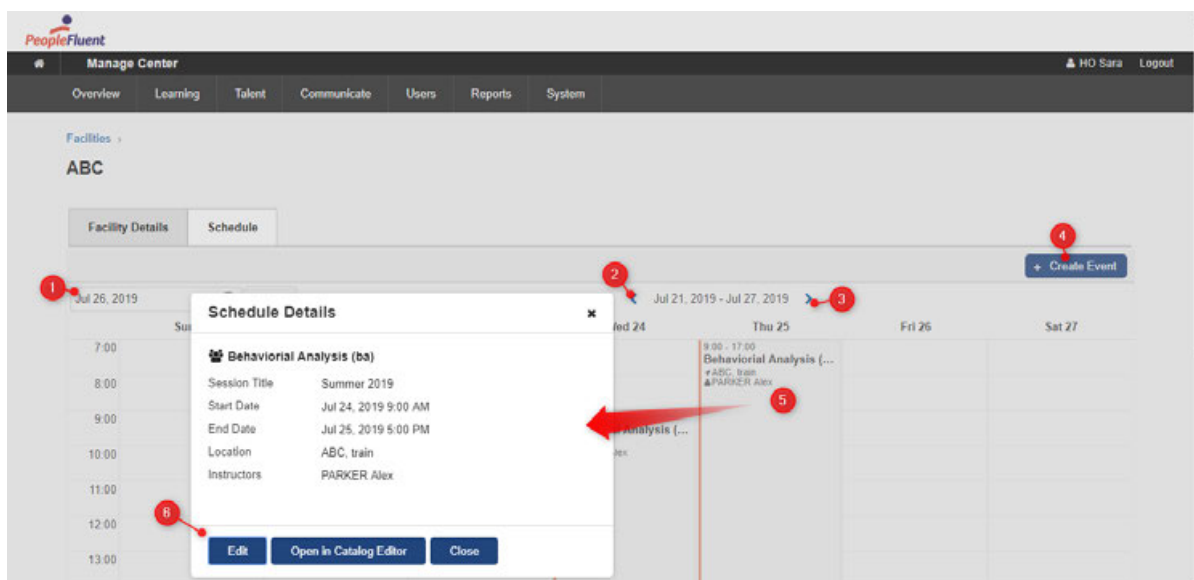 PeopleFluent
Manage Center HO Sara Logout
Overview Learning Talent Communicate Users Reports System
Facilities ›
ABC
Facility Details Schedule
4
+ Create Event
1 Jul 26, 2019 2 Jul 21, 2019 - Jul 27, 2019 3
Thu 25 Fri 26 Sat 27
Schedule Details
Behaviorial Analysis (ba)
Session Title Summer 2019
Start Date Jul 24, 2019 9:00 AM
End Date Jul 25, 2019 5:00 PM
Location ABC, train
Instructors PARKER Alex
6
Edit Open in Catalog Editor Close
7:00
8:00
9:00
10:00
11:00
12:00
13:00
9:00 - 17:00
Behaviorial Analysis (...
ABC, train
PARKER Alex
5
Analysis (...